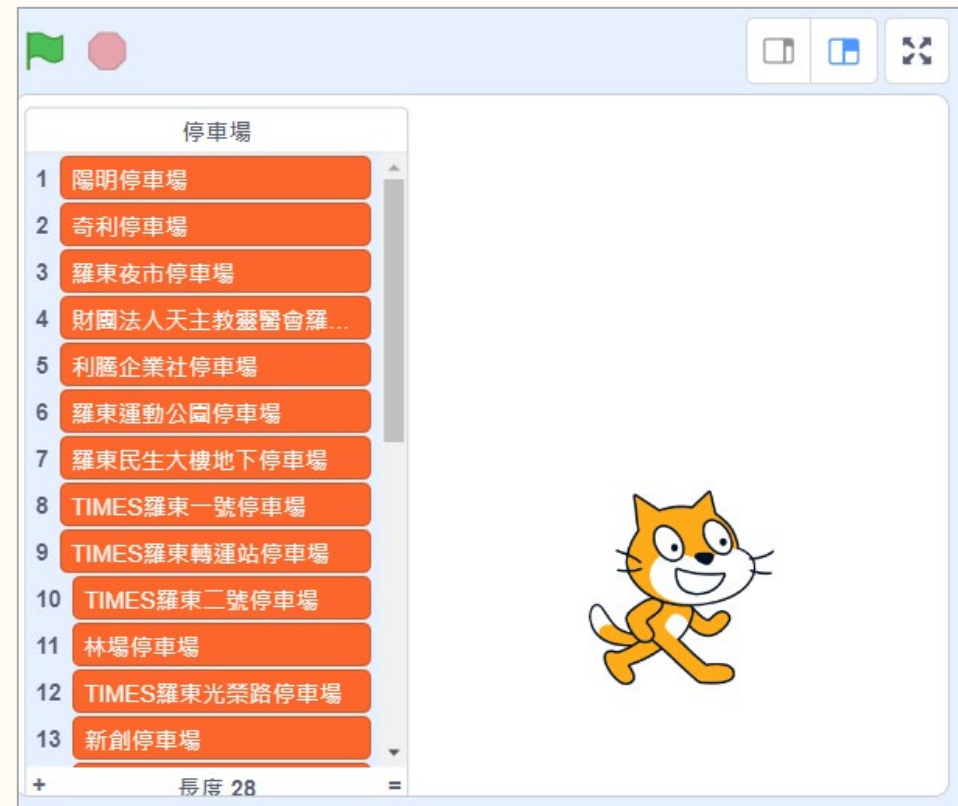 停車場
1 陽明停車場
2 奇利停車場
3 羅東夜市停車場
4 財團法人天主教靈醫會羅...
5 利騰企業社停車場
6 羅東運動公園停車場
7 羅東民生大樓地下停車場
8 TIMES羅東一號停車場
9 TIMES羅東轉運站停車場
10 TIMES羅東二號停車場
11 林場停車場
12 TIMES羅東光榮路停車場
13 新創停車場
+ 長度 28 =